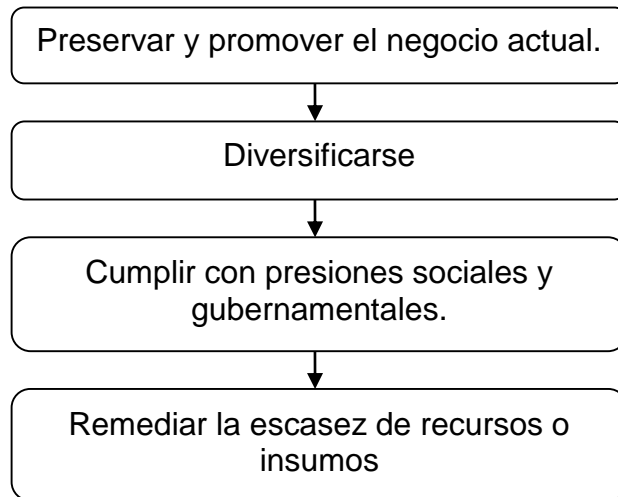 Preservar y promover el negocio actual.
Diversificarse
Cumplir con presiones sociales y
gubernamentales.
Remediar la escasez de recursos o
insumos